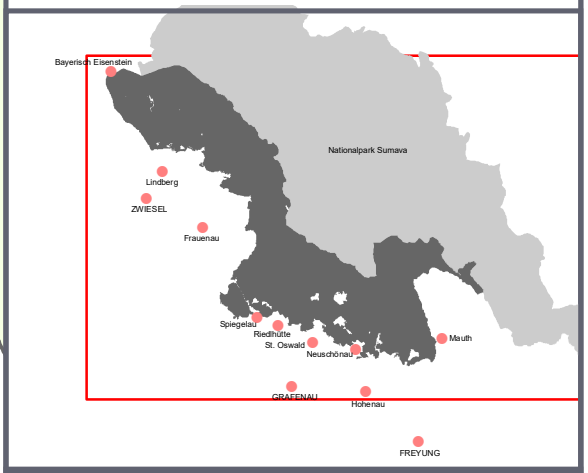 Bayerisch Eisenstein
Nationalpark Sumava
Lindberg
ZWIESEL
Frauenau
Spiegelau
Riedlhütte
St. Oswald
Neuschönau
Mauth
GRAFENAU
Hohenau
FREYUNG